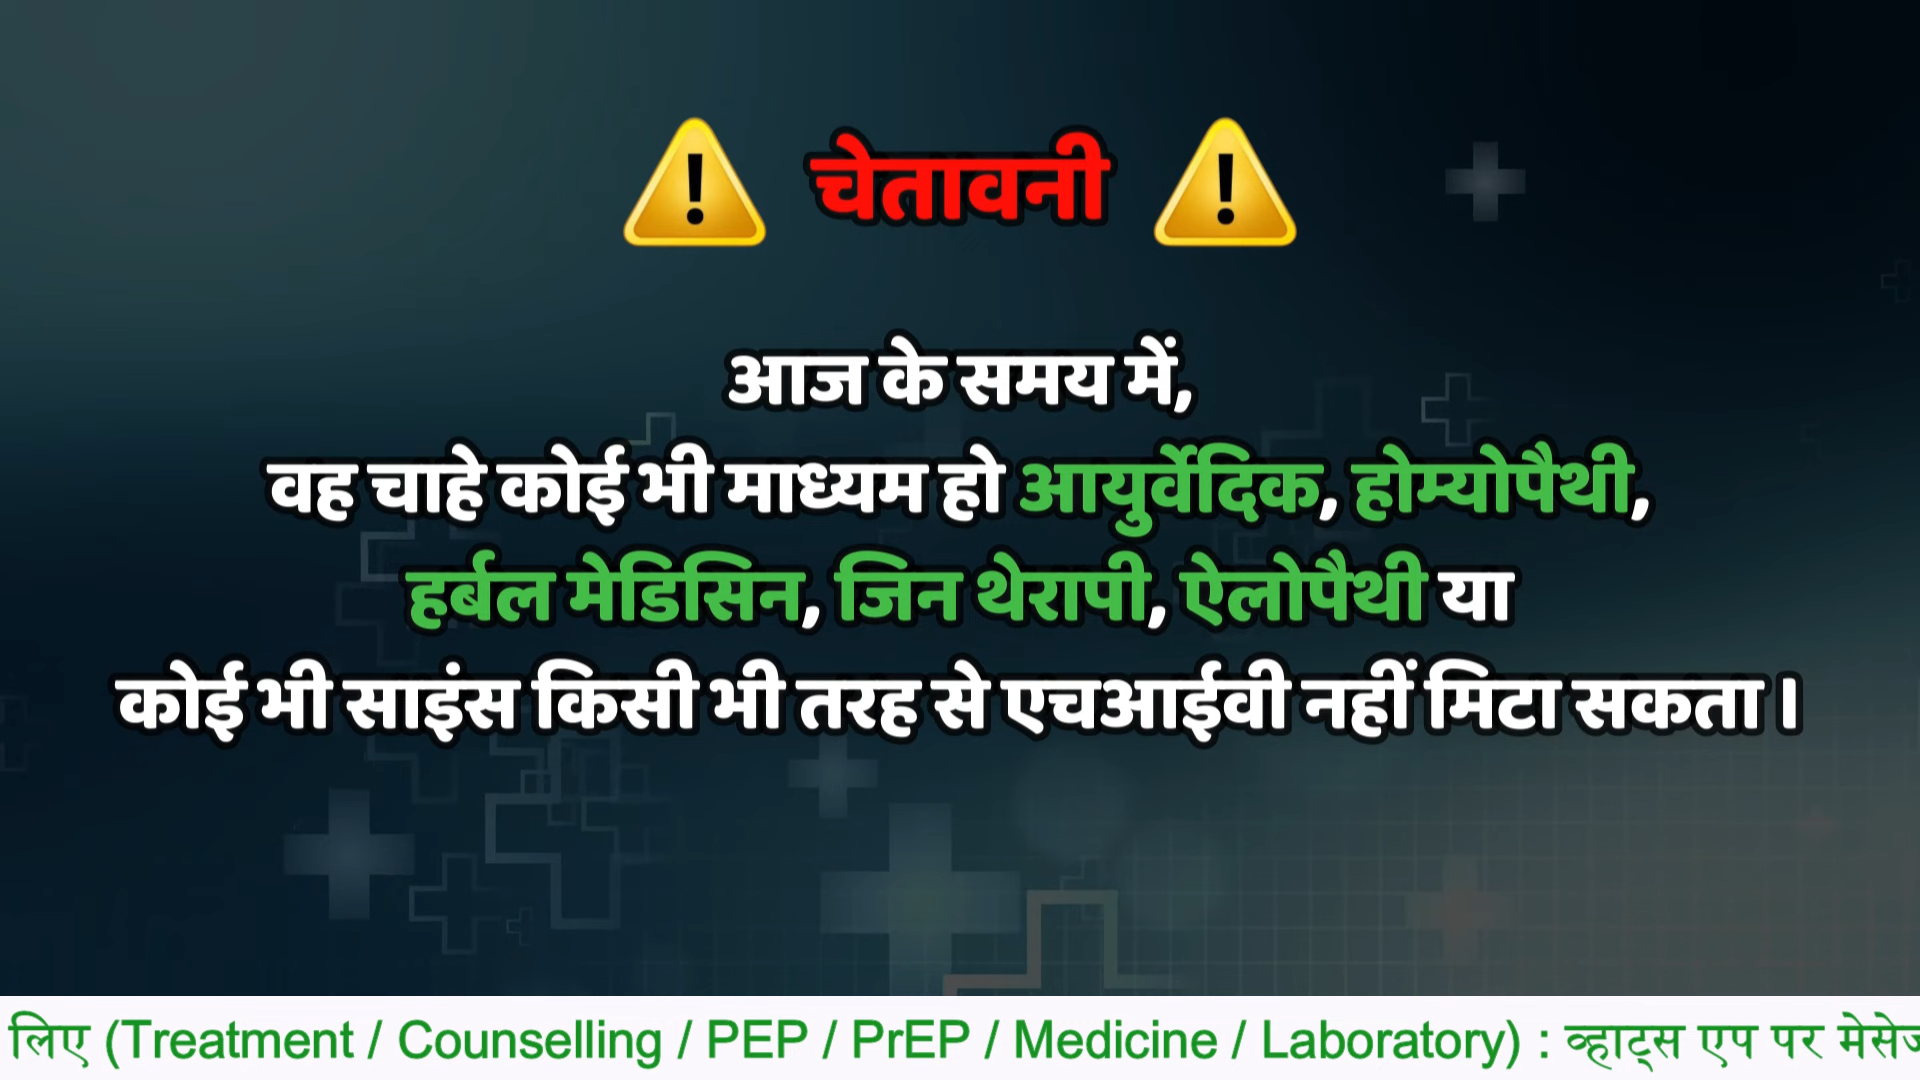 चेतावनी
आज के समय में,
वह चाहे कोई भी माध्यम हो आयुर्वेदिक, होम्योपैथी,
हर्बल मेडिसिन, जिन थेरापी, ऐलोपैथी या
कोई भी साइंस किसी भी तरह से एचआईवी नहीं मिटा सकता ।
लिए (Treatment / Counselling / PEP / PrEP / Medicine / Laboratory) : व्हाट्स एप पर